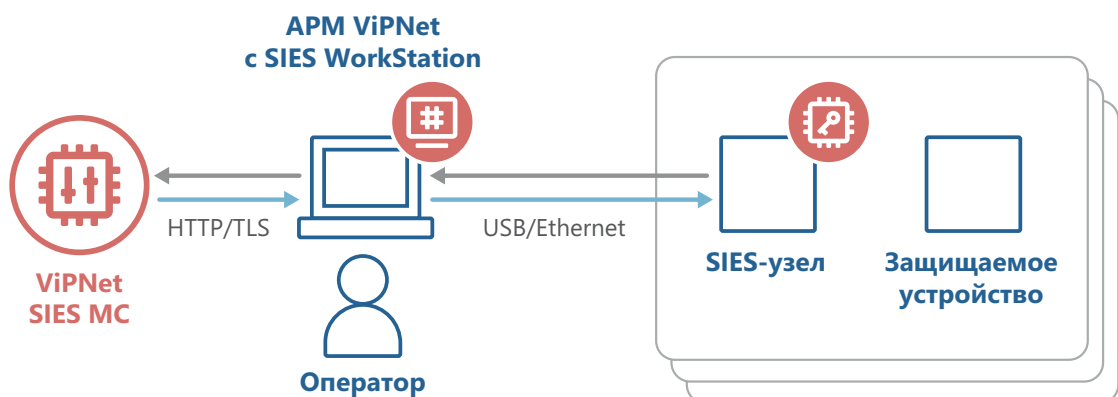 АРМ ViPNet
с SIES WorkStation
HTTP/TLS
USB/Ethernet
ViPNet
SIES MC
SIES-узел
Защищаемое
устройство
Оператор